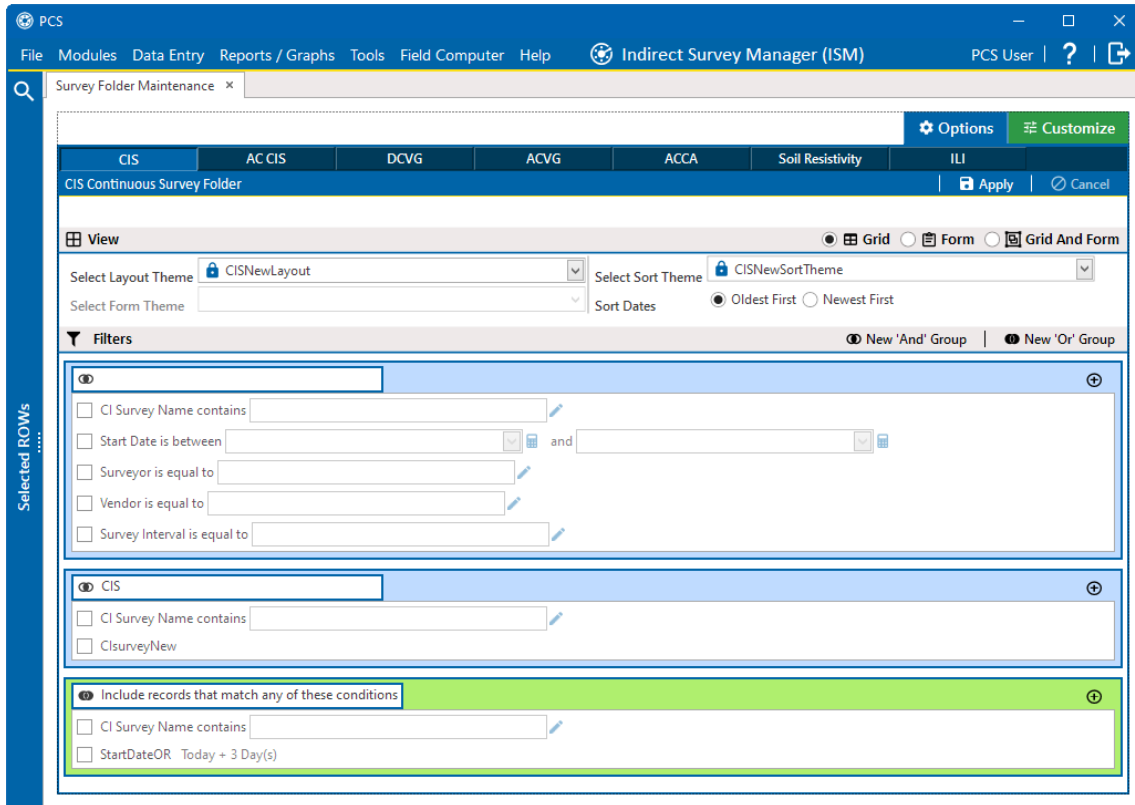 PCS
File Modules Data Entry Reports / Graphs Tools Field Computer Help Indirect Survey Manager (ISM) PCS User | ? |
Survey Folder Maintenance ×
Options Customize
CIS AC CIS DCVG ACVG ACCA Soil Resistivity ILI
CIS Continuous Survey Folder | Apply | Cancel
View Grid Form Grid And Form
Select Layout Theme CISNewLayout Select Sort Theme CISNewSortTheme
Select Form Theme Sort Dates Oldest First Newest First
Filters New 'And' Group | New 'Or' Group
CI Survey Name contains
Start Date is between and
Surveyor is equal to
Vendor is equal to
Survey Interval is equal to
CIS
CI Survey Name contains
CIsurveyNew
Include records that match any of these conditions
CI Survey Name contains
StartDateOR Today + 3 Day(s)
Selected ROWs